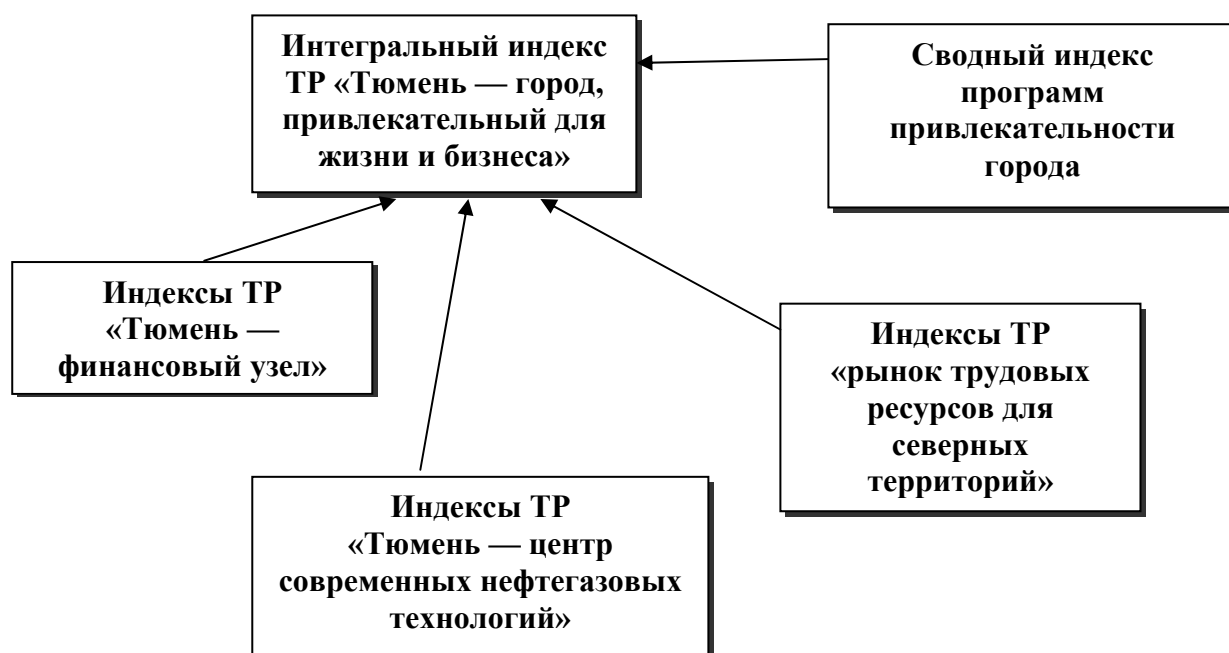 Интегральный индекс
ТР «Тюмень — город,
привлекательный для
жизни и бизнеса»
Сводный индекс
программ
привлекательности
города
Индексы ТР
«Тюмень —
финансовый узел»
Индексы ТР
«рынок трудовых
ресурсов для
северных
территорий»
Индексы ТР
«Тюмень — центр
современных нефтегазовых
технологий»